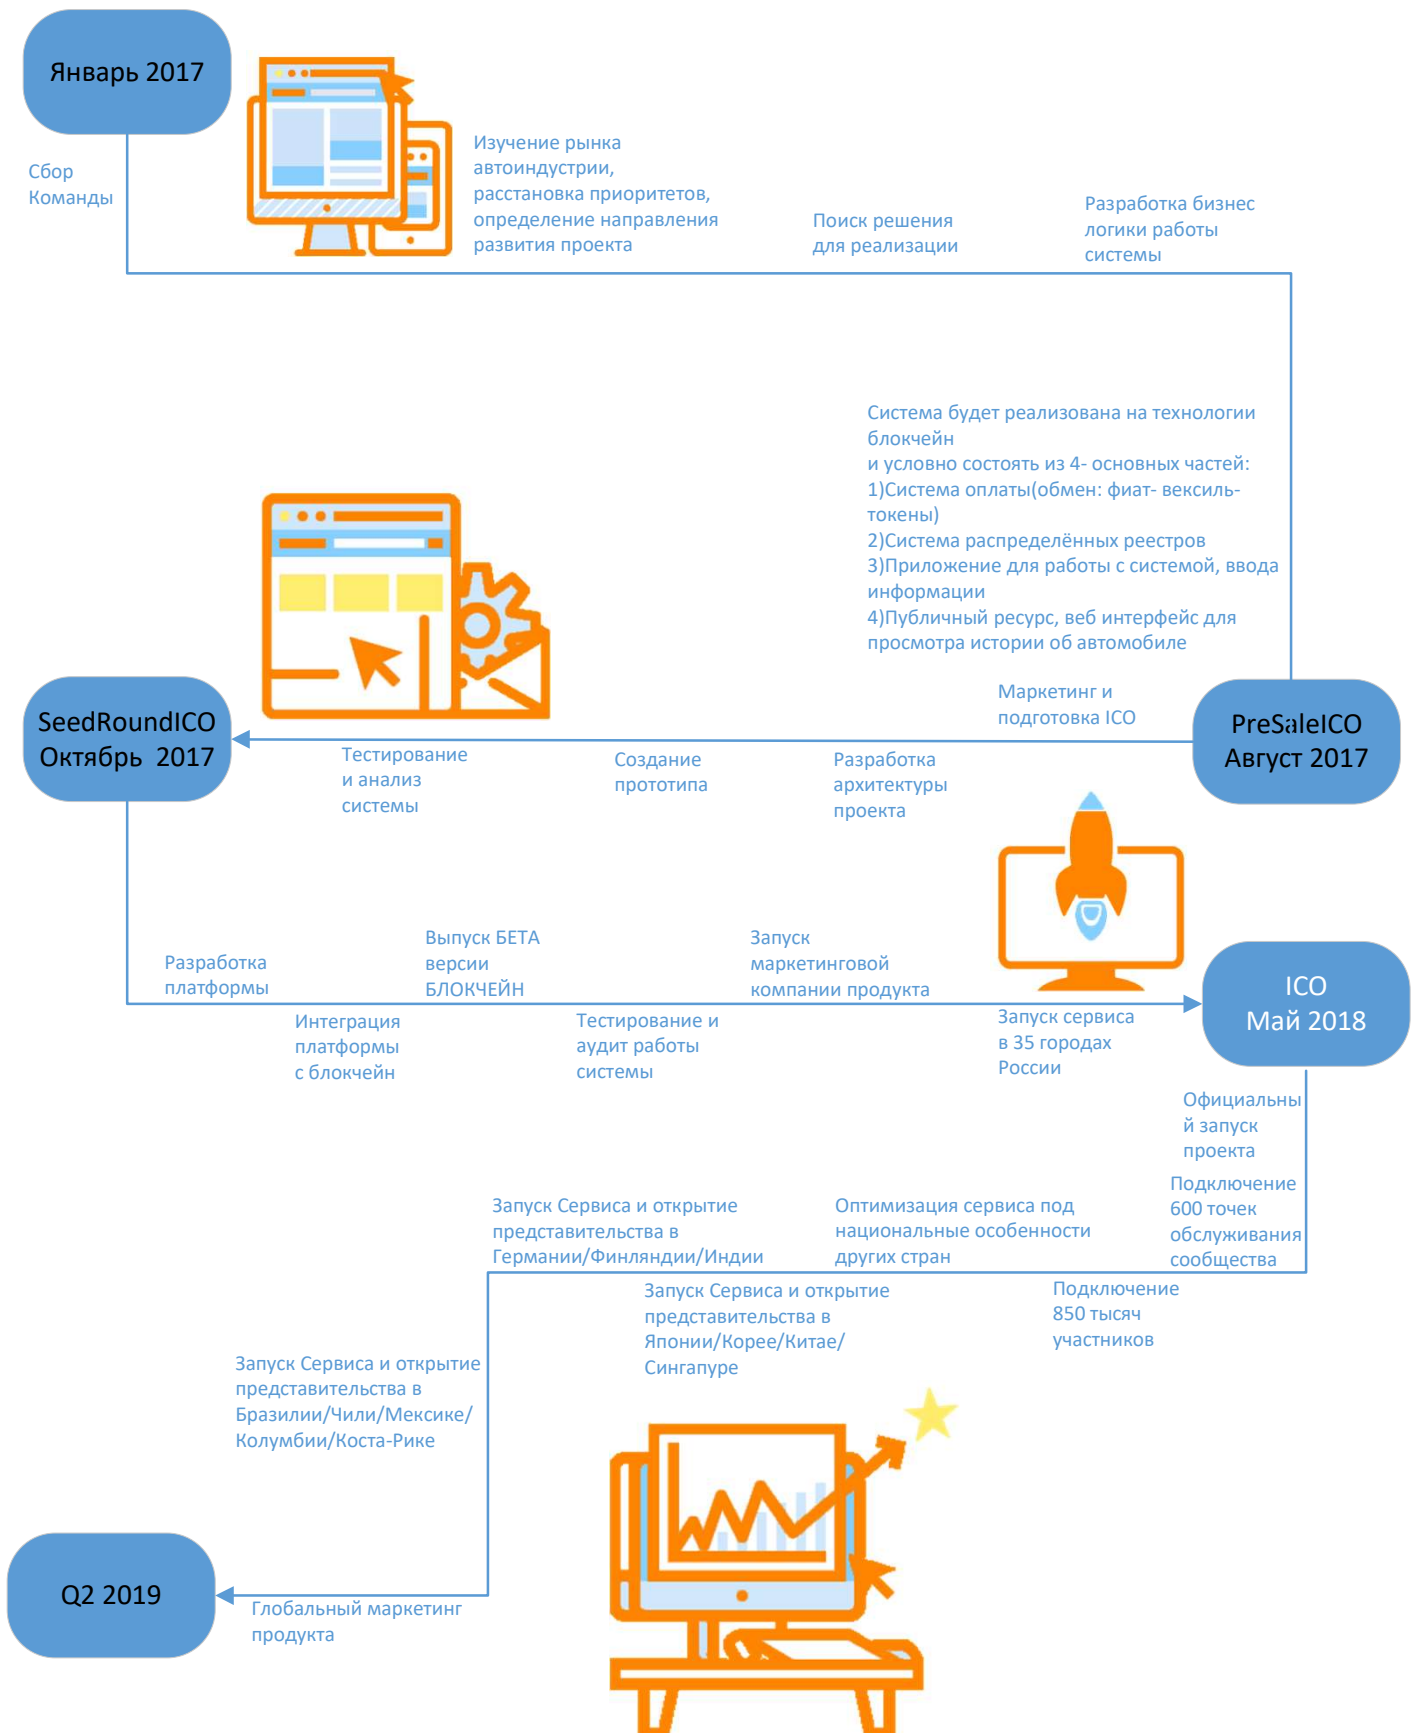 Январь 2017
Сбор
Команды
Изучение рынка
автоиндустрии,
расстановка приоритетов,
определение направления
развития проекта
Поиск решения
для реализации
Разработка бизнес
логики работы
системы
Система будет реализована на технологии
блокчейн
и условно состоять из 4- основных частей:
1)Система оплаты(обмен: фиат- вексиль-
токены)
2)Система распределённых реестров
3)Приложение для работы с системой, ввода
информации
4)Публичный ресурс, веб интерфейс для
просмотра истории об автомобиле
PreSaleICO
Август 2017
Маркетинг и
подготовка ICO
Разработка
архитектуры
проекта
Создание
прототипа
Тестирование
и анализ
системы
SeedRoundICO
Октябрь 2017
Разработка
платформы
Интеграция
платформы
с блокчейн
Выпуск БЕТА
версии
БЛОКЧЕЙН
Тестирование и
аудит работы
системы
Запуск
маркетинговой
компании продукта
Запуск сервиса
в 35 городах
России
ICO
Май 2018
Официальны
й запуск
проекта
Подключение
600 точек
обслуживания
сообщества
Подключение
850 тысяч
участников
Оптимизация сервиса под
национальные особенности
других стран
Запуск Сервиса и открытие
представительства в
Японии/Корее/Китае/
Сингапуре
Запуск Сервиса и открытие
представительства в
Германии/Финляндии/Индии
Запуск Сервиса и открытие
представительства в
Бразилии/Чили/Мексике/
Колумбии/Коста-Рике
Глобальный маркетинг
продукта
Q2 2019